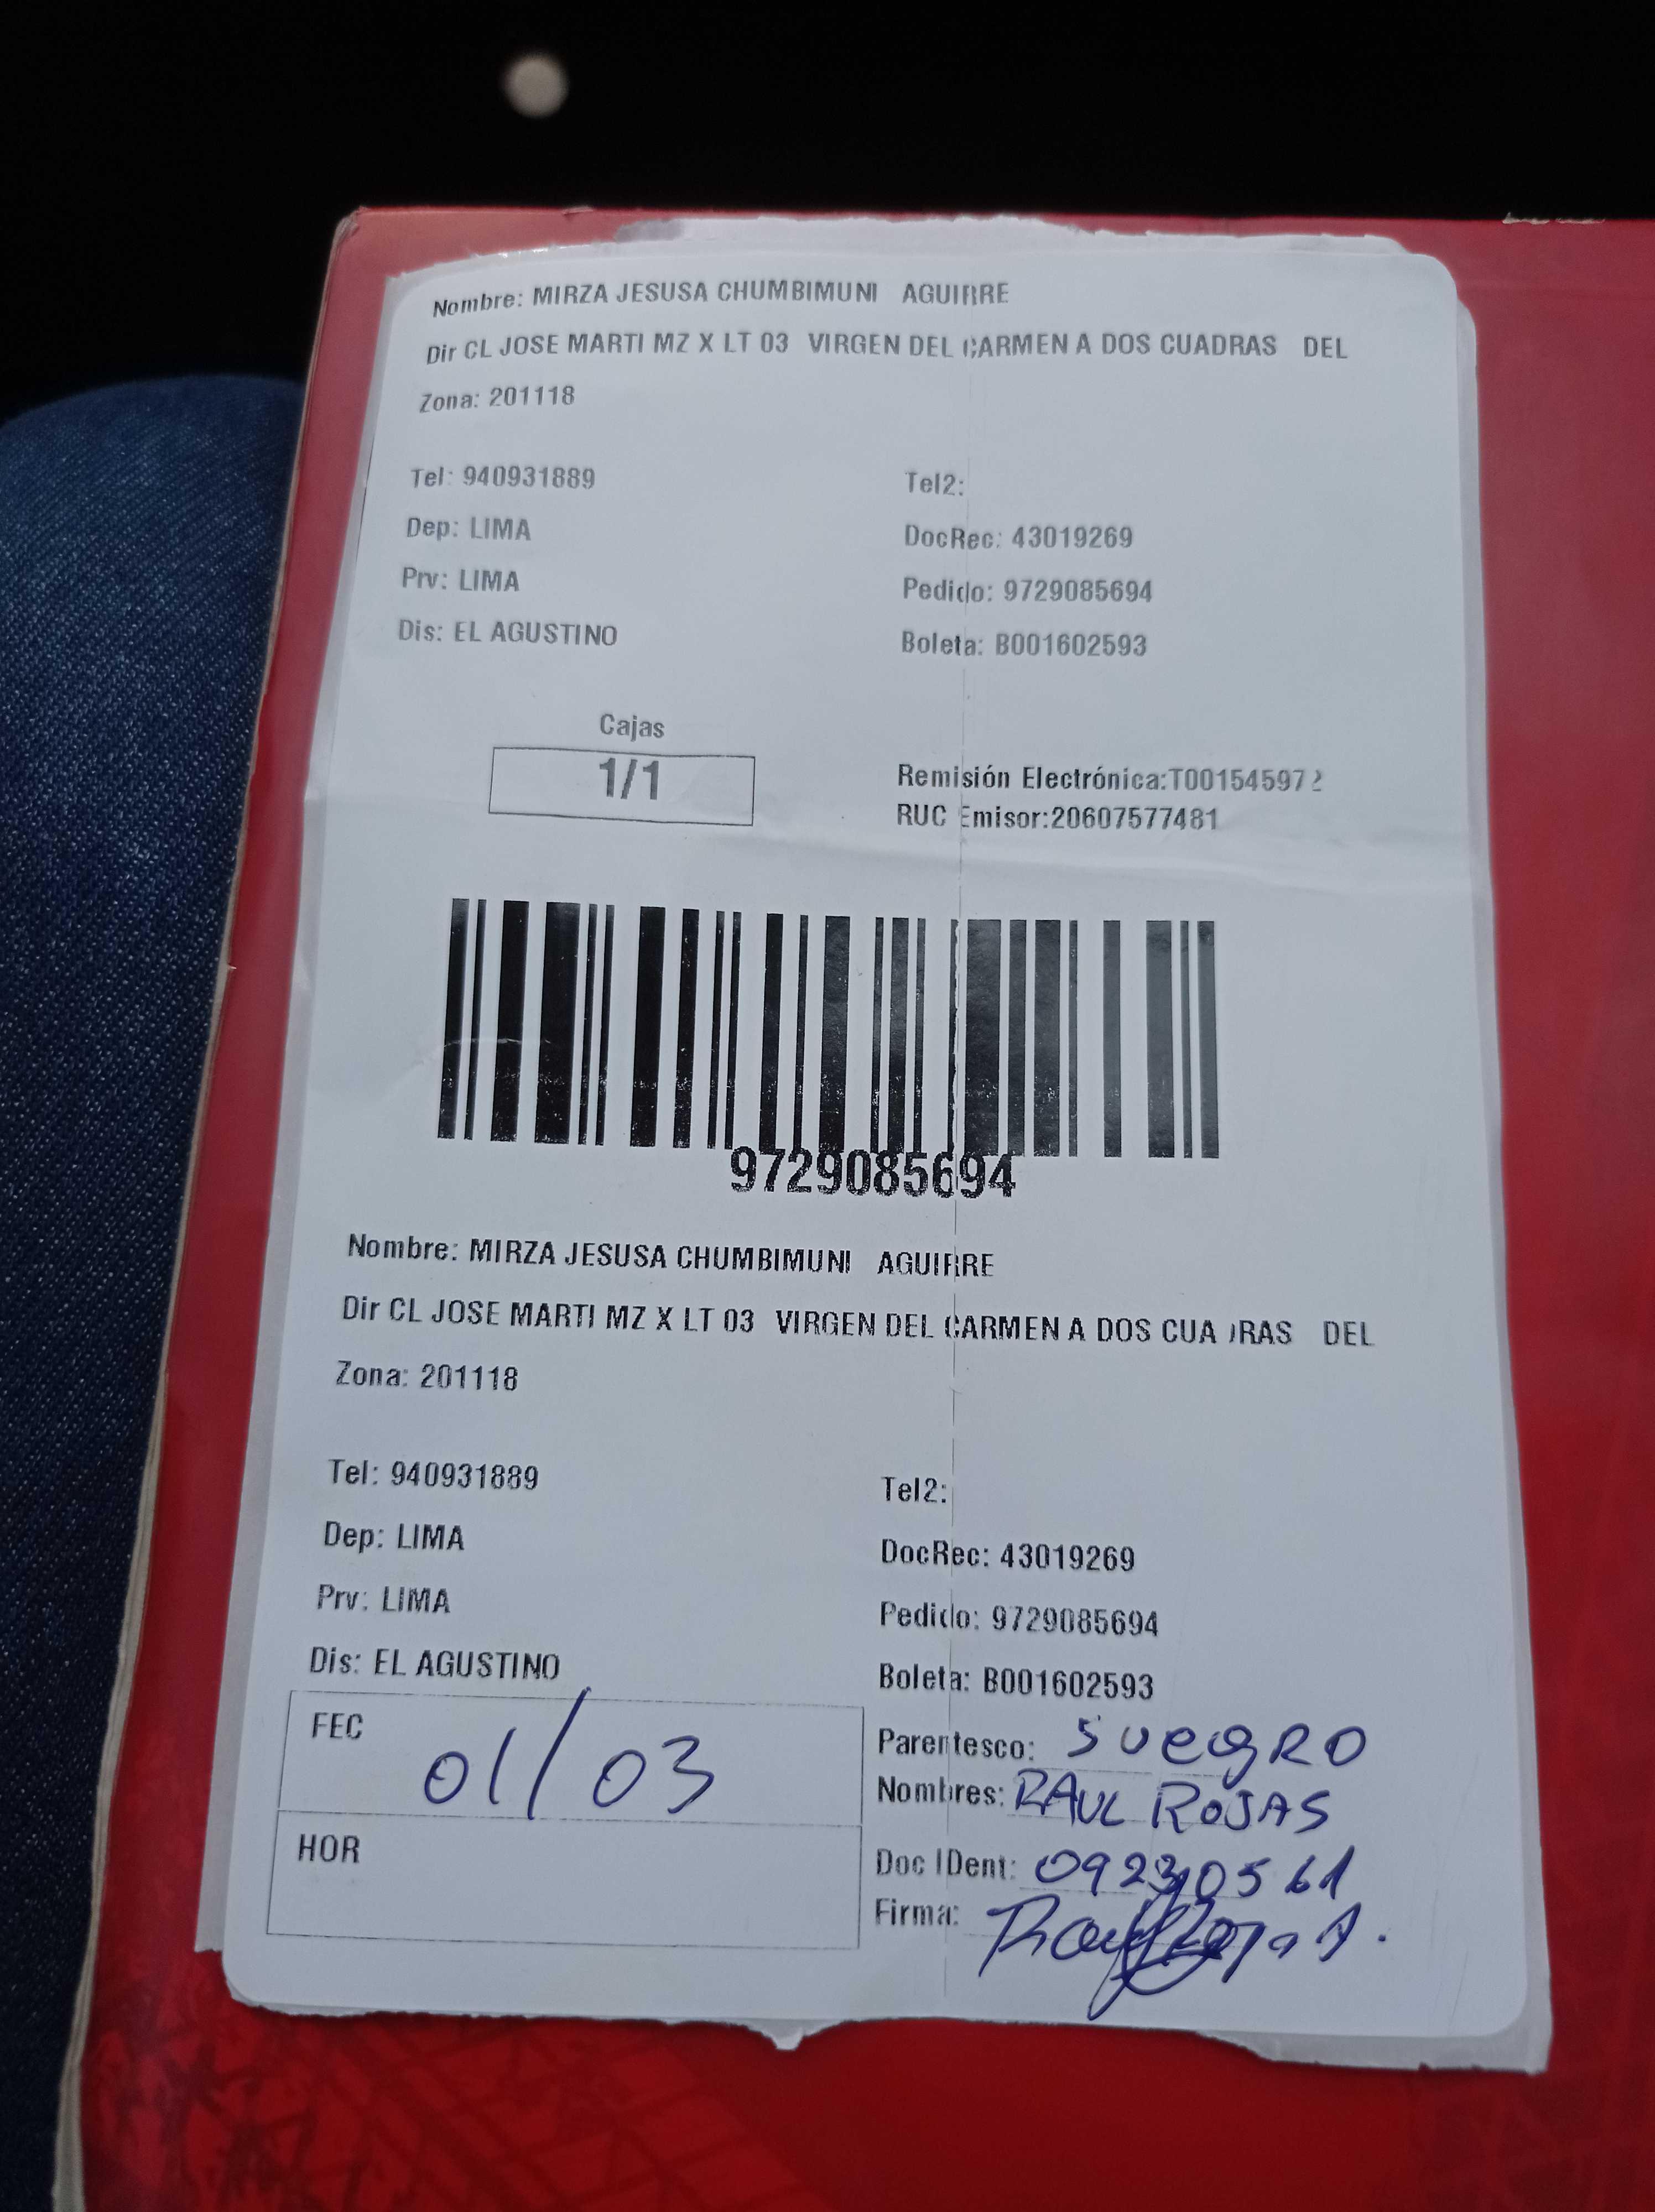 Nombre: MIRZA JESUSA CHUMBIMUNI AGUIRRE
Dir CL JOSE MARTI MZ X LT 03 VIRGEN DEL CARMEN A DOS CUADRAS DEL
Zona: 201118
Tel: 940931889 Tel2:
Dep: LIMA DocRec: 43019269
Prv: LIMA Pedido: 9729085694
Dis: EL AGUSTINO Boleta: B001602593
Cajas
1/1
Remisión Electrónica:T001545972
RUC Emisor:20607577481
9729085694
Nombre: MIRZA JESUSA CHUMBIMUNI AGUIRRE
Dir CL JOSE MARTI MZ X LT 03 VIRGEN DEL CARMEN A DOS CUADRAS DEL
Zona: 201118
Tel: 940931889 Tel2:
Dep: LIMA DocRec: 43019269
Prv: LIMA Pedido: 9729085694
Dis: EL AGUSTINO Boleta: B001602593
FEC 01/03
HOR
Parentesco: SUEGRO
Nombres: RAUL ROJAS
Doc IDent:
Firma: